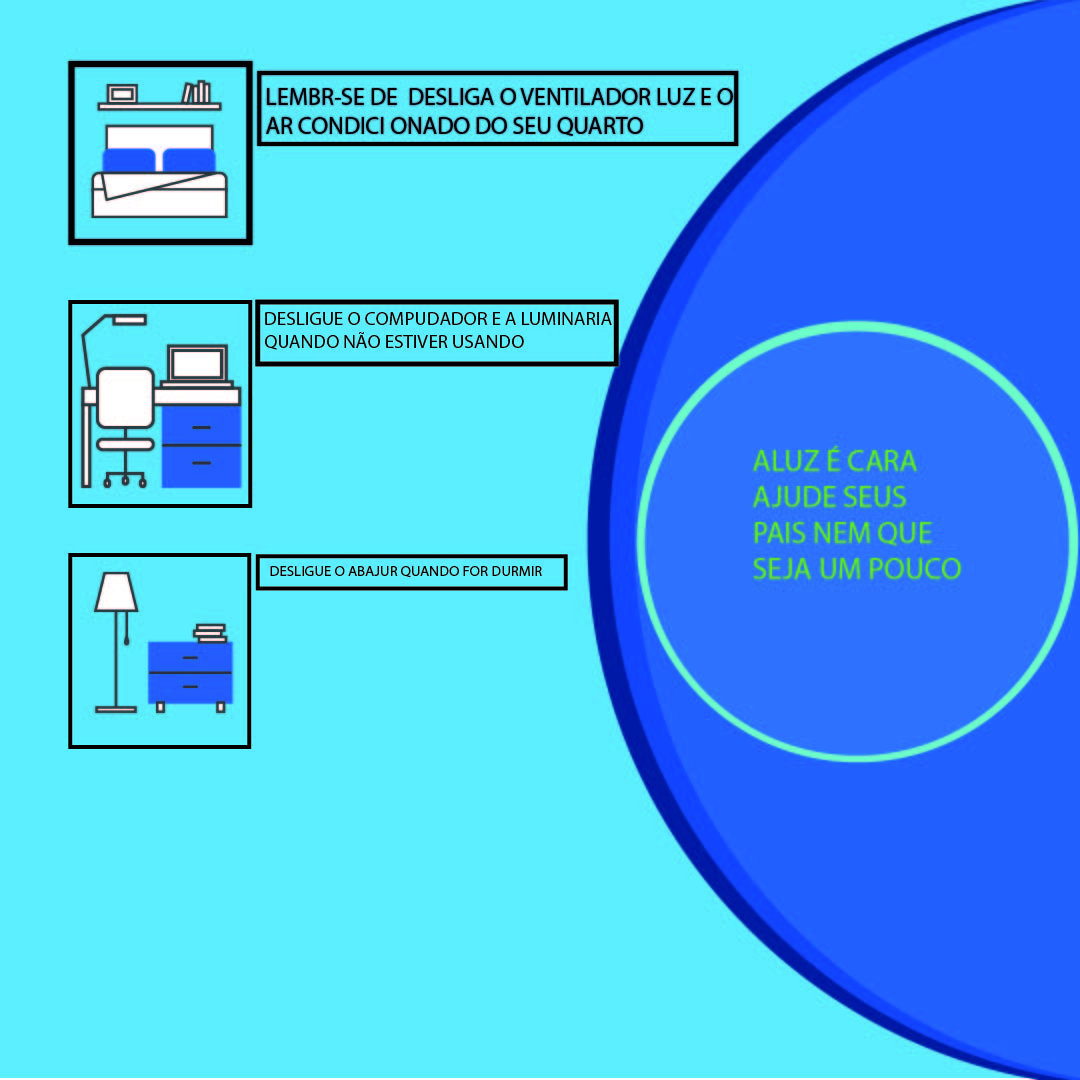 LEMBR-SE DE DESLIGA O VENTILADOR LUZ E O
AR CONDICI ONADO DO SEU QUARTO
DESLIGUE O COMPUDADOR E A LUMINARIA
QUANDO NÃO ESTIVER USANDO
DESLIGUE O ABAJUR QUANDO FOR DURMIR
ALUZ É CARA
AJUDE SEUS
PAIS NEM QUE
SEJA UM POUCO